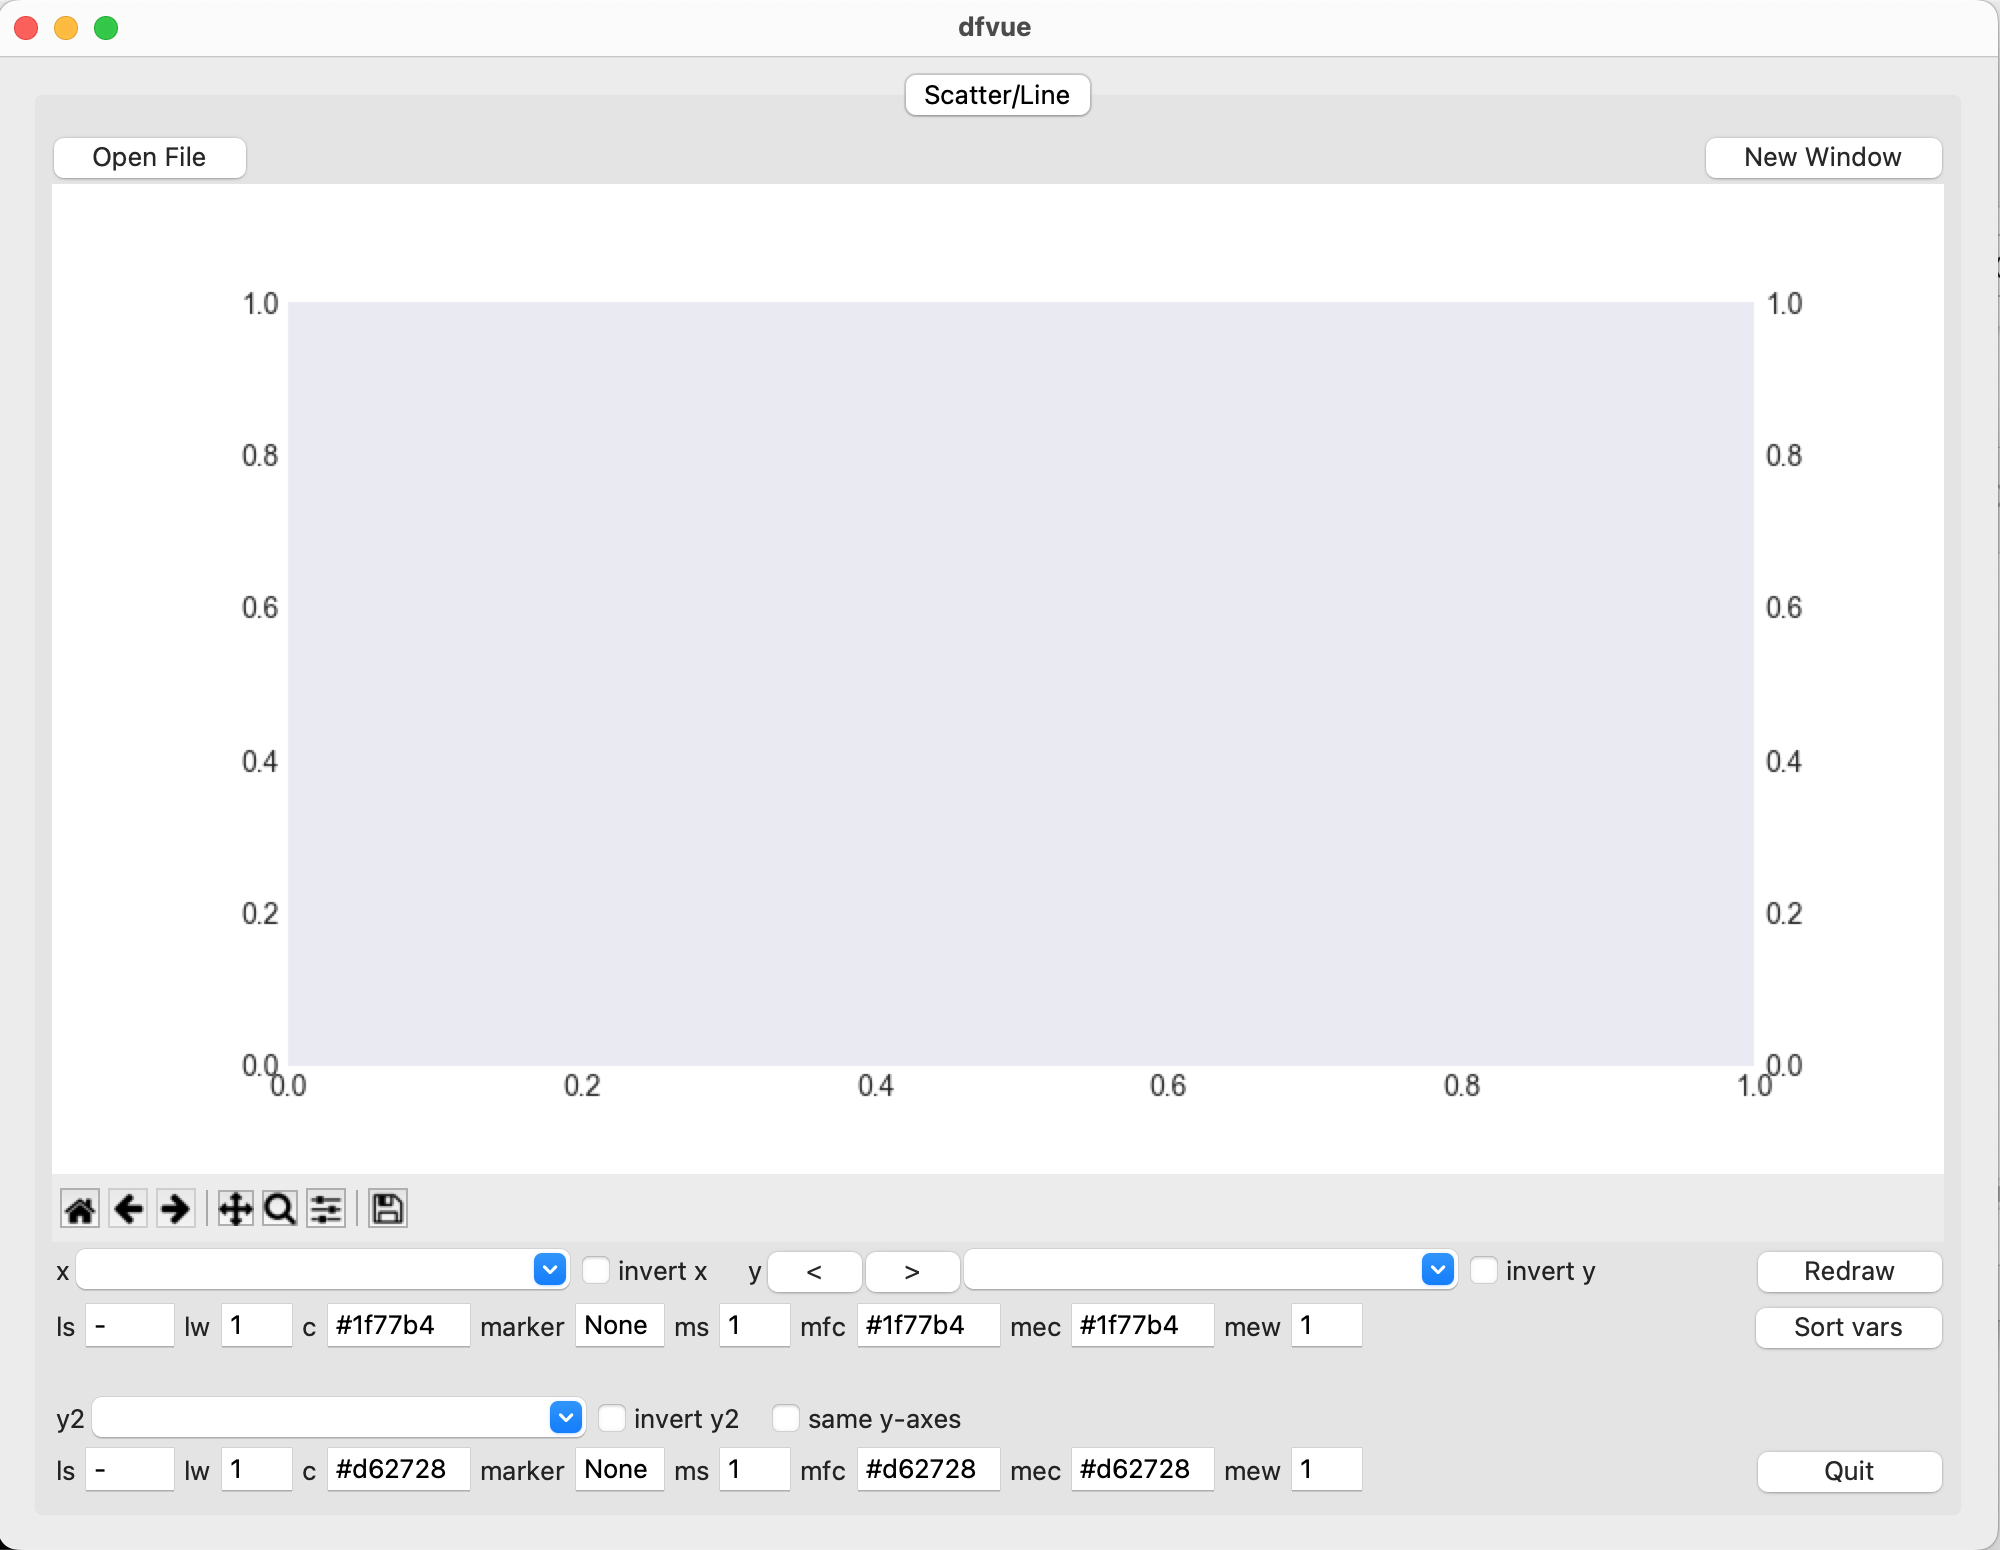 dfvue
Scatter/Line
Open File New Window
1.0 1.0
0.8 0.8
0.6 0.6
0.4 0.4
0.2 0.2
0.0 0.0
0.0 0.2 0.4 0.6 0.8 1.0
x invert x y < > invert y Redraw
ls - lw 1 c #1f77b4 marker None ms 1 mfc #1f77b4 mec #1f77b4 mew 1 Sort vars
y2 invert y2 same y-axes
ls - lw 1 c #d62728 marker None ms 1 mfc #d62728 mec #d62728 mew 1 Quit